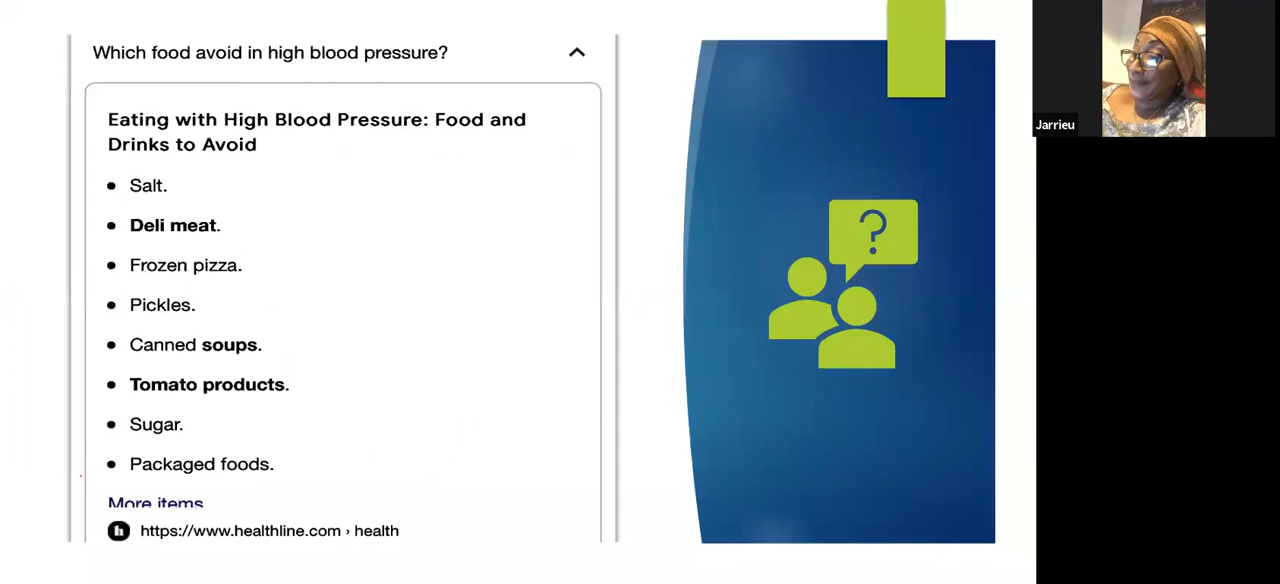 Which food avoid in high blood pressure?
Eating with High Blood Pressure: Food and
Drinks to Avoid
Salt.
Deli meat.
Frozen pizza.
Pickles.
Canned soups.
Tomato products.
Sugar.
Packaged foods.
More items
h https://www.healthline.com › health
?
Jarrieu